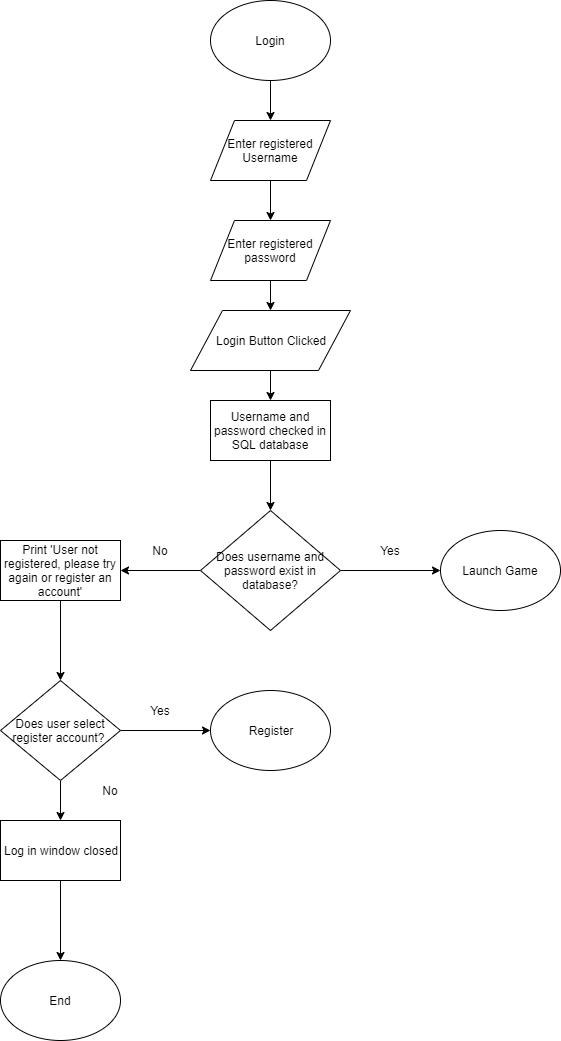 Login
Enter registered
Username
Enter registered
password
Login Button Clicked
Username and
password checked in
SQL database
Does username and
password exist in
database?
No
Yes
Print 'User not
registered, please try
again or register an
account'
Launch Game
Does user select
register account?
Yes
Register
No
Log in window closed
End